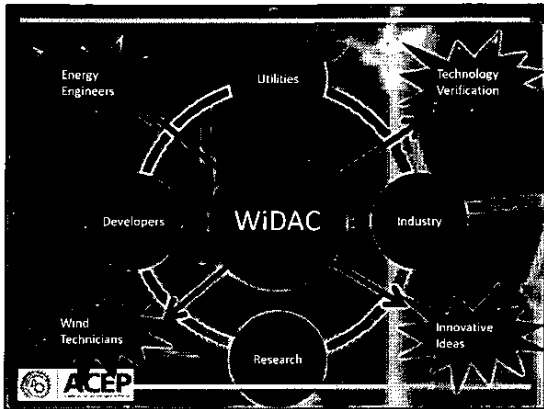 Energy
Engineers
Utilities
Technology
Verification
Developers
WiDAC
Industry
Wind
Technicians
Research
Innovative
Ideas
ACEP